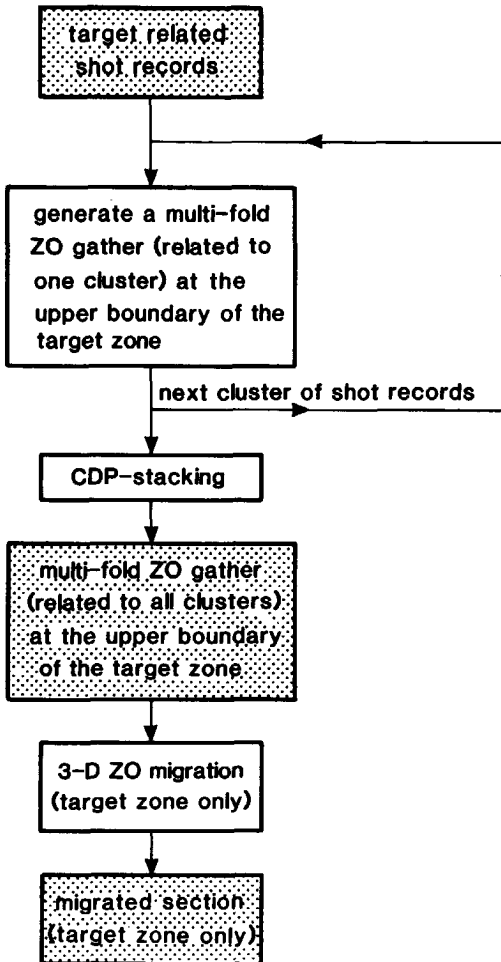 target related
shot records
generate a multi-fold
ZO gather (related to
one cluster) at the
upper boundary of the
target zone
next cluster of shot records
CDP-stacking
multi-fold ZO gather
(related to all clusters)
at the upper boundary
of the target zone
3-D ZO migration
(target zone only)
migrated section
(target zone only)